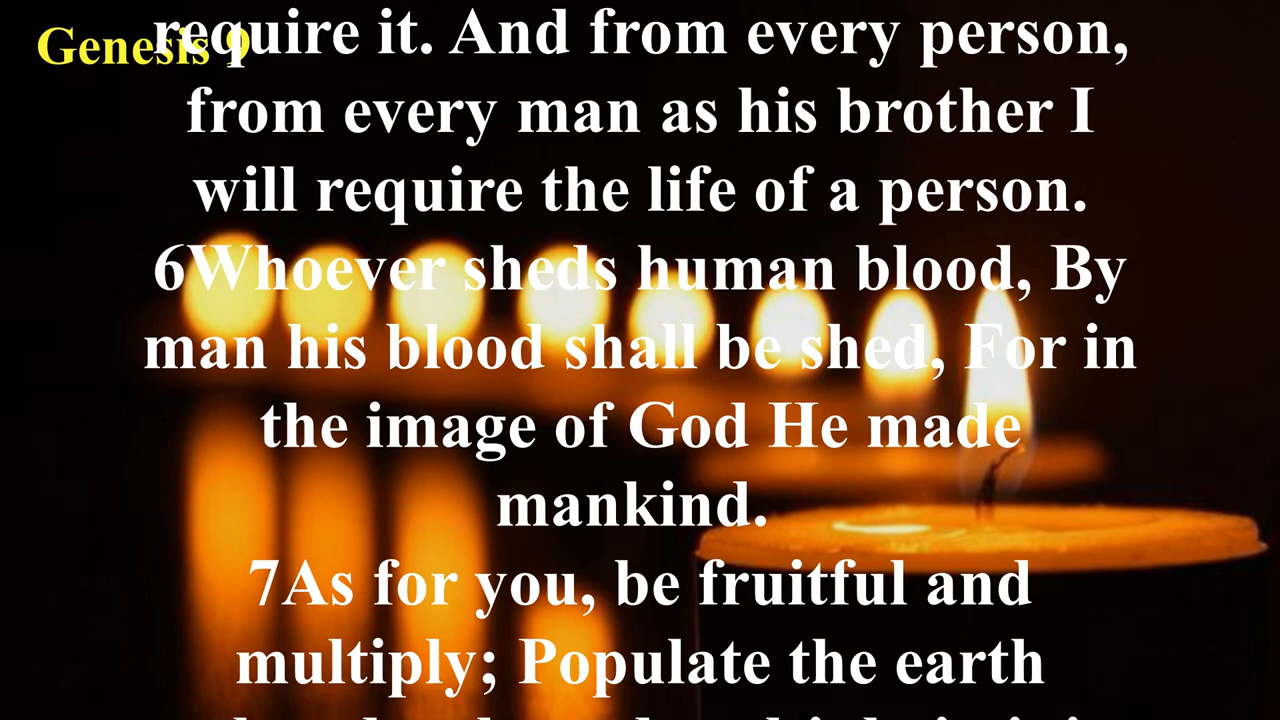 Genesis 9
require it. And from every person,
from every man as his brother I
will require the life of a person.
6Whoever sheds human blood, By
man his blood shall be shed, For in
the image of God He made
mankind.
7As for you, be fruitful and
multiply; Populate the earth